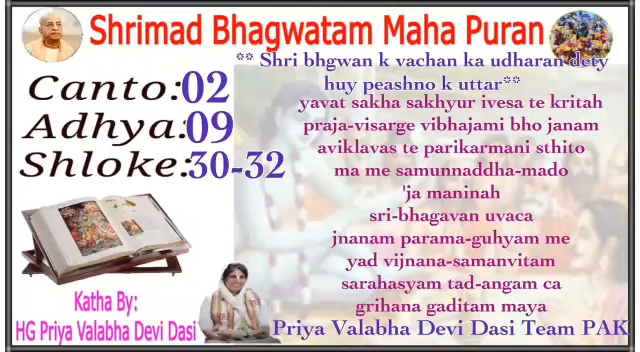 Shrimad Bhagwatam Maha Puran
** Shri bhgwan k vachan ka udharan dety
huy peashno k uttar**
Canto:02
Adhya:09
Shloke:30-32
yavat sakha sakhyur ivesa te kritah
praja-visarge vibhajami bho janam
aviklavas te parikarmani sthito
ma me samunnaddha-mado
'ja maninah
sri-bhagavan uvaca
jnanam parama-guhyam me
yad vijnana-samanvitam
sarahasyam tad-angam ca
grihana gaditam maya
Katha By:
HG Priya Valabha Devi Dasi
Priya Valabha Devi Dasi Team PAK